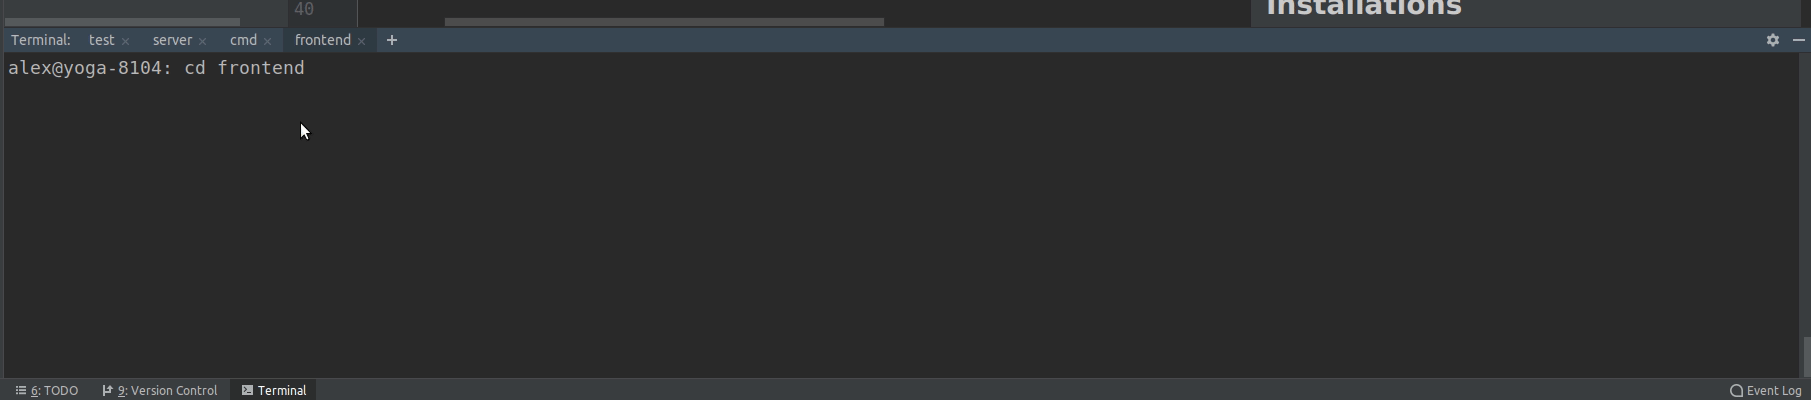 40
Installations
Terminal: test × server × cmd × frontend × +
alex@yoga-8104: cd frontend
6: TODO 9: Version Control Terminal Event Log